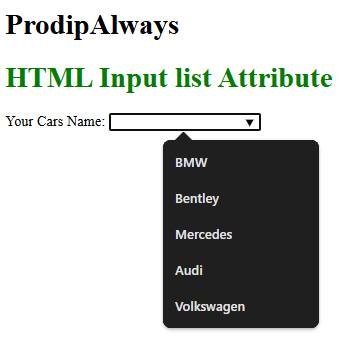 ProdipAlways
HTML Input list Attribute
Your Cars Name:
BMW
Bentley
Mercedes
Audi
Volkswagen